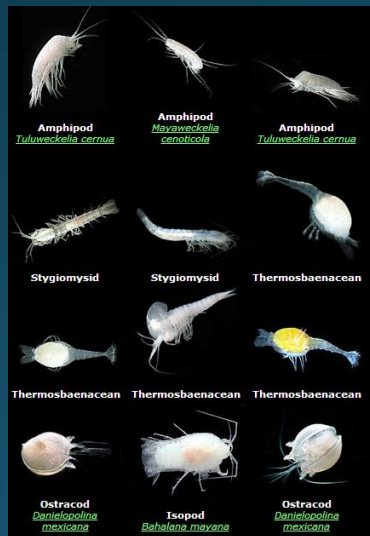 Amphipod Amphipod Amphipod
Tuluweckelia cernua Mayaweckelia Tuluweckelia cernua
cenoticola
Stygiomysid Stygiomysid Thermosbaenacean
Thermosbaenacean Thermosbaenacean Thermosbaenacean
Ostracod Isopod Ostracod
Danielopolina Bahalana mayana Danielopolina
mexicana mexicana